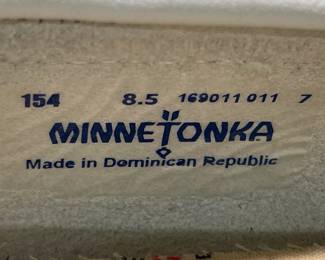 154 8.5 169011 011 7
MINNETONKA
Made in Dominican Republic